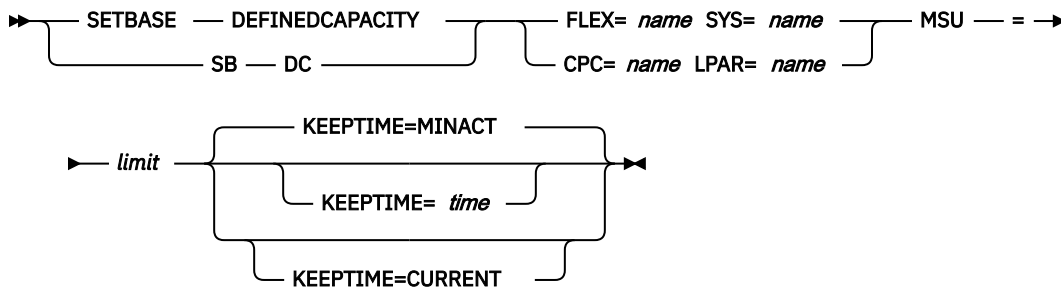 SETBASE DEFINEDCAPACITY FLEX= name SYS= name MSU =
SB DC CPC= name LPAR= name
KEEPTIME=MINACT
limit
KEEPTIME= time
KEEPTIME=CURRENT